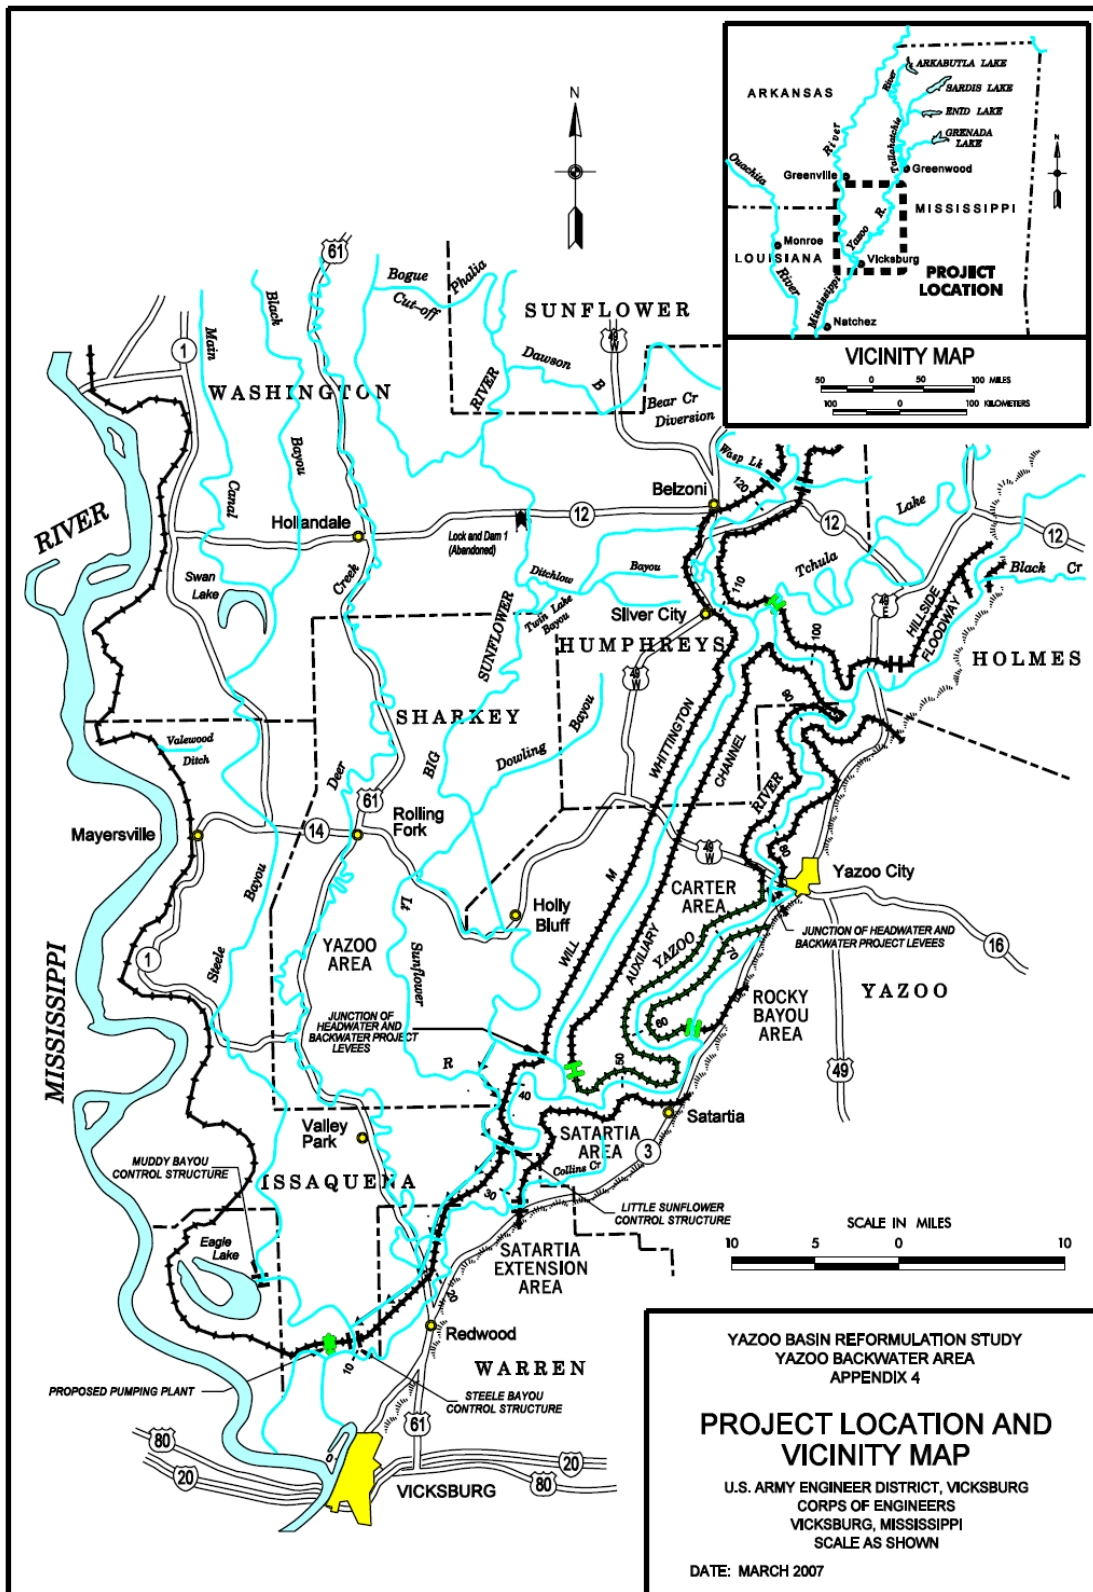 N
ARKANSAS
River
ARKABUTLA LAKE
SARDIS LAKE
ENID LAKE
GRENADA
LAKE
Tallahatchie
River
Ouachita
Greenville
Greenwood
N
MISSISSIPPI
Yazoo R.
Monroe
LOUISIANA
Vicksburg
River
Mississippi
PROJECT
LOCATION
Natchez
VICINITY MAP
50 0 50 100 MILES
100 0 100 KILOMETERS
61
Bogue Phalia
Cut-off
SUNFLOWER
49
W
Black
Main
1
Dawson B
RIVER
WASHINGTON
Bear Cr
Diversion
Bayou
Wasp Lk
120
Canal
Belzoni
RIVER
Hollandale
12
Lock and Dam 1
(Abandoned)
12
Lake
12
Swan
Lake
Creek
Ditchlow
Bayou
110
Tchula
Black Cr
Twin Lake
Bayou
Silver City
49
W
HILLSIDE
FLOODWAY
SUNFLOWER
HUMPHREYS
100
HOLMES
49
W
90
SHARKEY
Valewood
Ditch
BIG
Dowling
Bayou
WHITTINGTON
CHANNEL
Deer
RIVER
61
Rolling
Fork
Mayersville
14
80
49
W
Yazoo City
Bayou
Lt
M
CARTER
AREA
Holly
Bluff
JUNCTION OF HEADWATER AND
BACKWATER PROJECT LEVEES
16
YAZOO
AREA
WILL
AUXILIARY
YAZOO
70
1
Steele
Sunflower
ROCKY
BAYOU
AREA
YAZOO
MISSISSIPPI
JUNCTION OF
HEADWATER AND
BACKWATER PROJECT
LEVEES
60
50
R
49
40
Satartia
Valley
Park
SATARTIA
AREA
3
MUDDY BAYOU
CONTROL STRUCTURE
Collins Cr
ISSAQUENA
30
LITTLE SUNFLOWER
CONTROL STRUCTURE
SCALE IN MILES
10 5 0 10
Eagle
Lake
SATARTIA
EXTENSION
AREA
20
Redwood
WARREN
10
PROPOSED PUMPING PLANT
STEELE BAYOU
CONTROL STRUCTURE
61
80
0
20
20
80
VICKSBURG
YAZOO BASIN REFORMULATION STUDY
YAZOO BACKWATER AREA
APPENDIX 4
PROJECT LOCATION AND
VICINITY MAP
U.S. ARMY ENGINEER DISTRICT, VICKSBURG
CORPS OF ENGINEERS
VICKSBURG, MISSISSIPPI
SCALE AS SHOWN
DATE: MARCH 2007